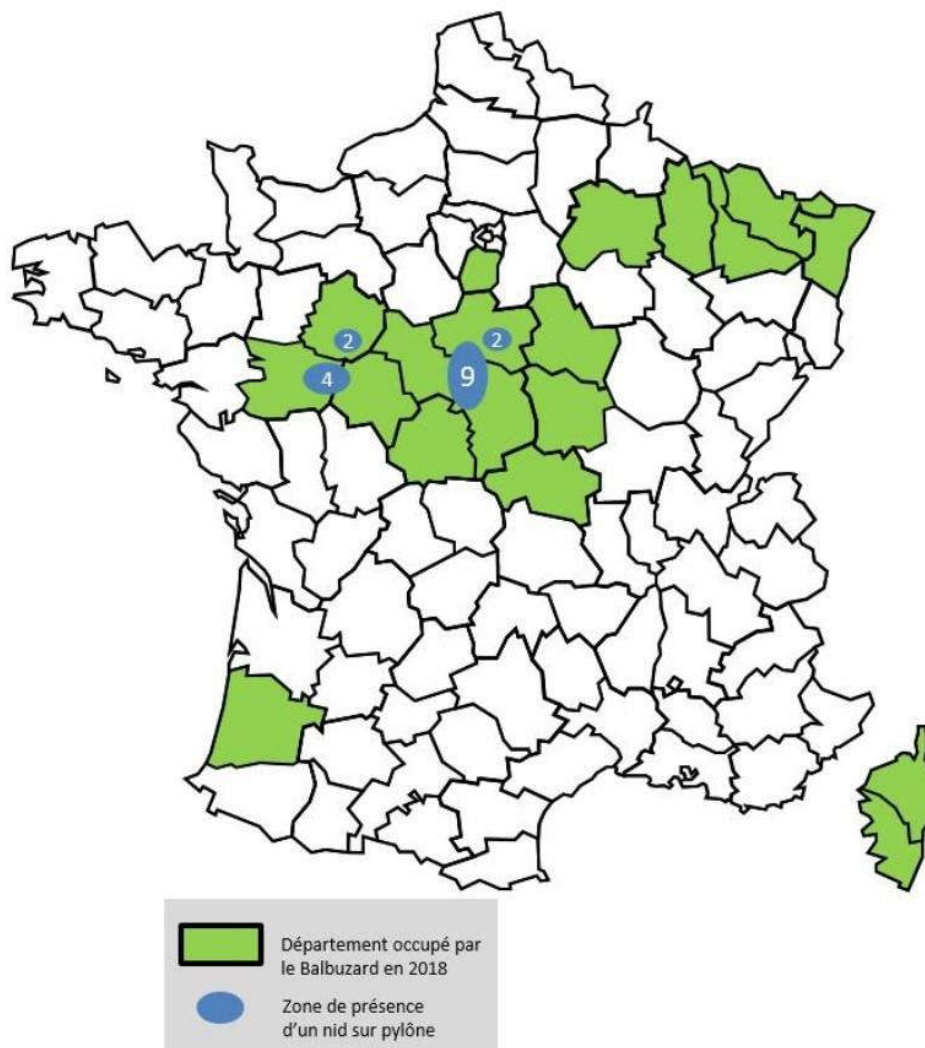 2
2
4
9
Département occupé par
le Balbuzard en 2018
Zone de présence
d'un nid sur pylône